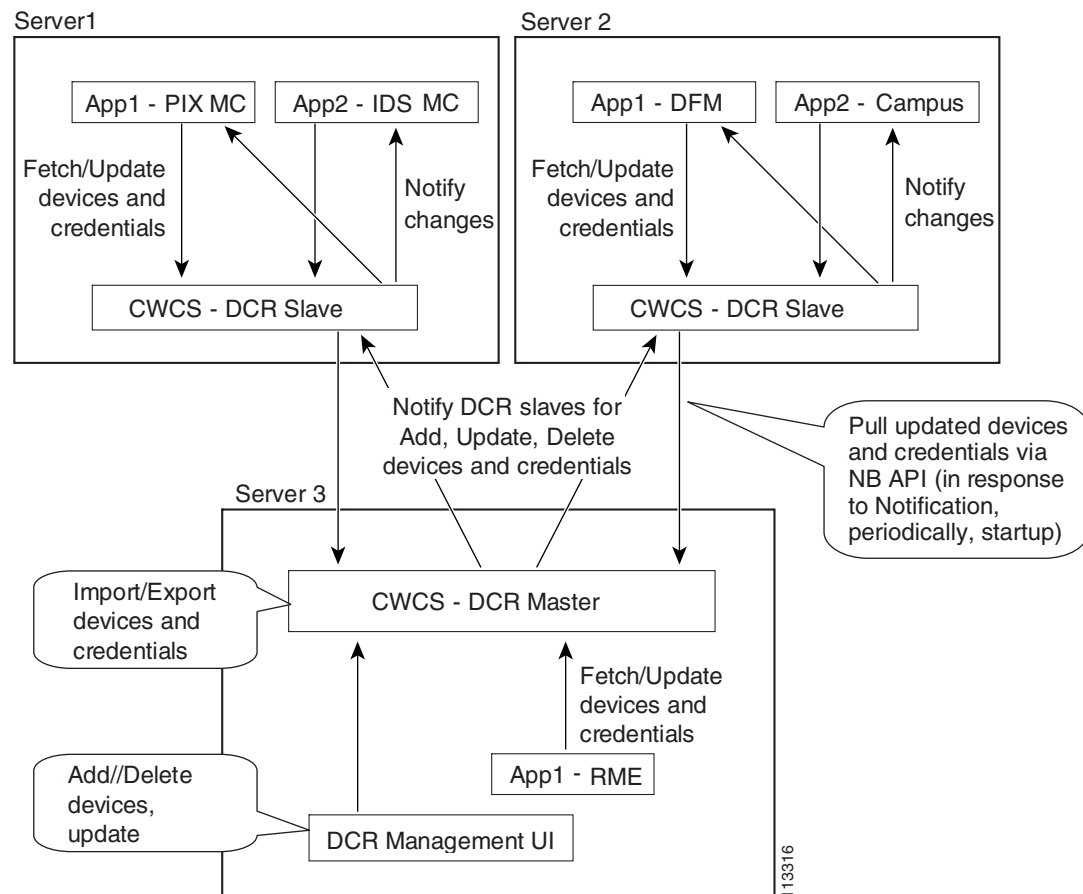 Server1
Server 2
App1 - PIX MC
App2 - IDS MC
App1 - DFM
App2 - Campus
Fetch/Update
devices and
credentials
Notify
changes
Fetch/Update
devices and
credentials
Notify
changes
CWCS - DCR Slave
CWCS - DCR Slave
Notify DCR slaves for
Add, Update, Delete
devices and credentials
Pull updated devices
and credentials via
NB API (in response
to Notification,
periodically, startup)
Server 3
Import/Export
devices and
credentials
CWCS - DCR Master
Fetch/Update
devices and
credentials
App1 - RME
Add//Delete
devices,
update
DCR Management UI
113316